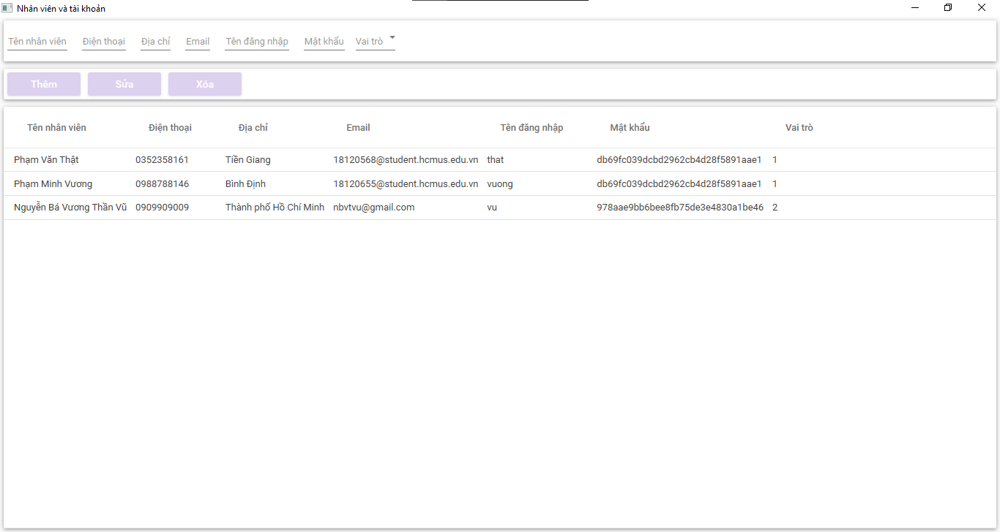 Nhân viên và tài khoản
Tên nhân viên Điện thoại Địa chỉ Email Tên đăng nhập Mật khẩu Vai trò
Thêm Sửa Xóa
Tên nhân viên Điện thoại Địa chỉ Email Tên đăng nhập Mật khẩu Vai trò
Phạm Văn Thật 0352358161 Tiền Giang 18120568@student.hcmus.edu.vn that db69fc039dcbd2962cb4d28f5891aae1 1
Phạm Minh Vương 0988788146 Bình Định 18120655@student.hcmus.edu.vn vuong db69fc039dcbd2962cb4d28f5891aae1 1
Nguyễn Bá Vương Thần Vũ 0909909009 Thành phố Hồ Chí Minh nbvtvu@gmail.com vu 978aae9bb6bee8fb75de3e4830a1be46 2